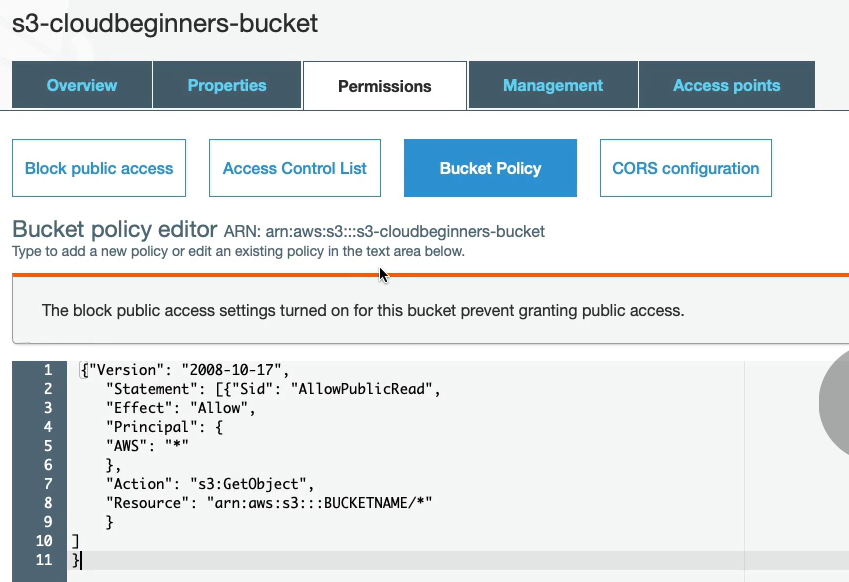 s3-cloudbeginners-bucket
Overview Properties Permissions Management Access points
Block public access Access Control List Bucket Policy CORS configuration
Bucket policy editor ARN: arn:aws:s3:::s3-cloudbeginners-bucket
Type to add a new policy or edit an existing policy in the text area below.
The block public access settings turned on for this bucket prevent granting public access.
1 {"Version": "2008-10-17",
2 "Statement": [{"Sid": "AllowPublicRead",
3 "Effect": "Allow",
4 "Principal": {
5 "AWS": "*"
6 },
7 "Action": "s3:GetObject",
8 "Resource": "arn:aws:s3:::BUCKETNAME/*"
9 }
10 ]
11 }